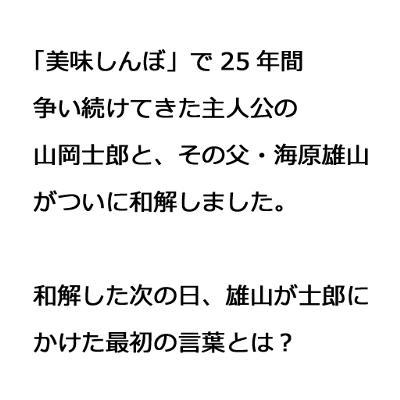 「美味しんぼ」で25年間
争い続けてきた主人公の
山岡士郎と、その父・海原雄山
がついに和解しました。
和解した次の日、雄山が士郎に
かけた最初の言葉とは？